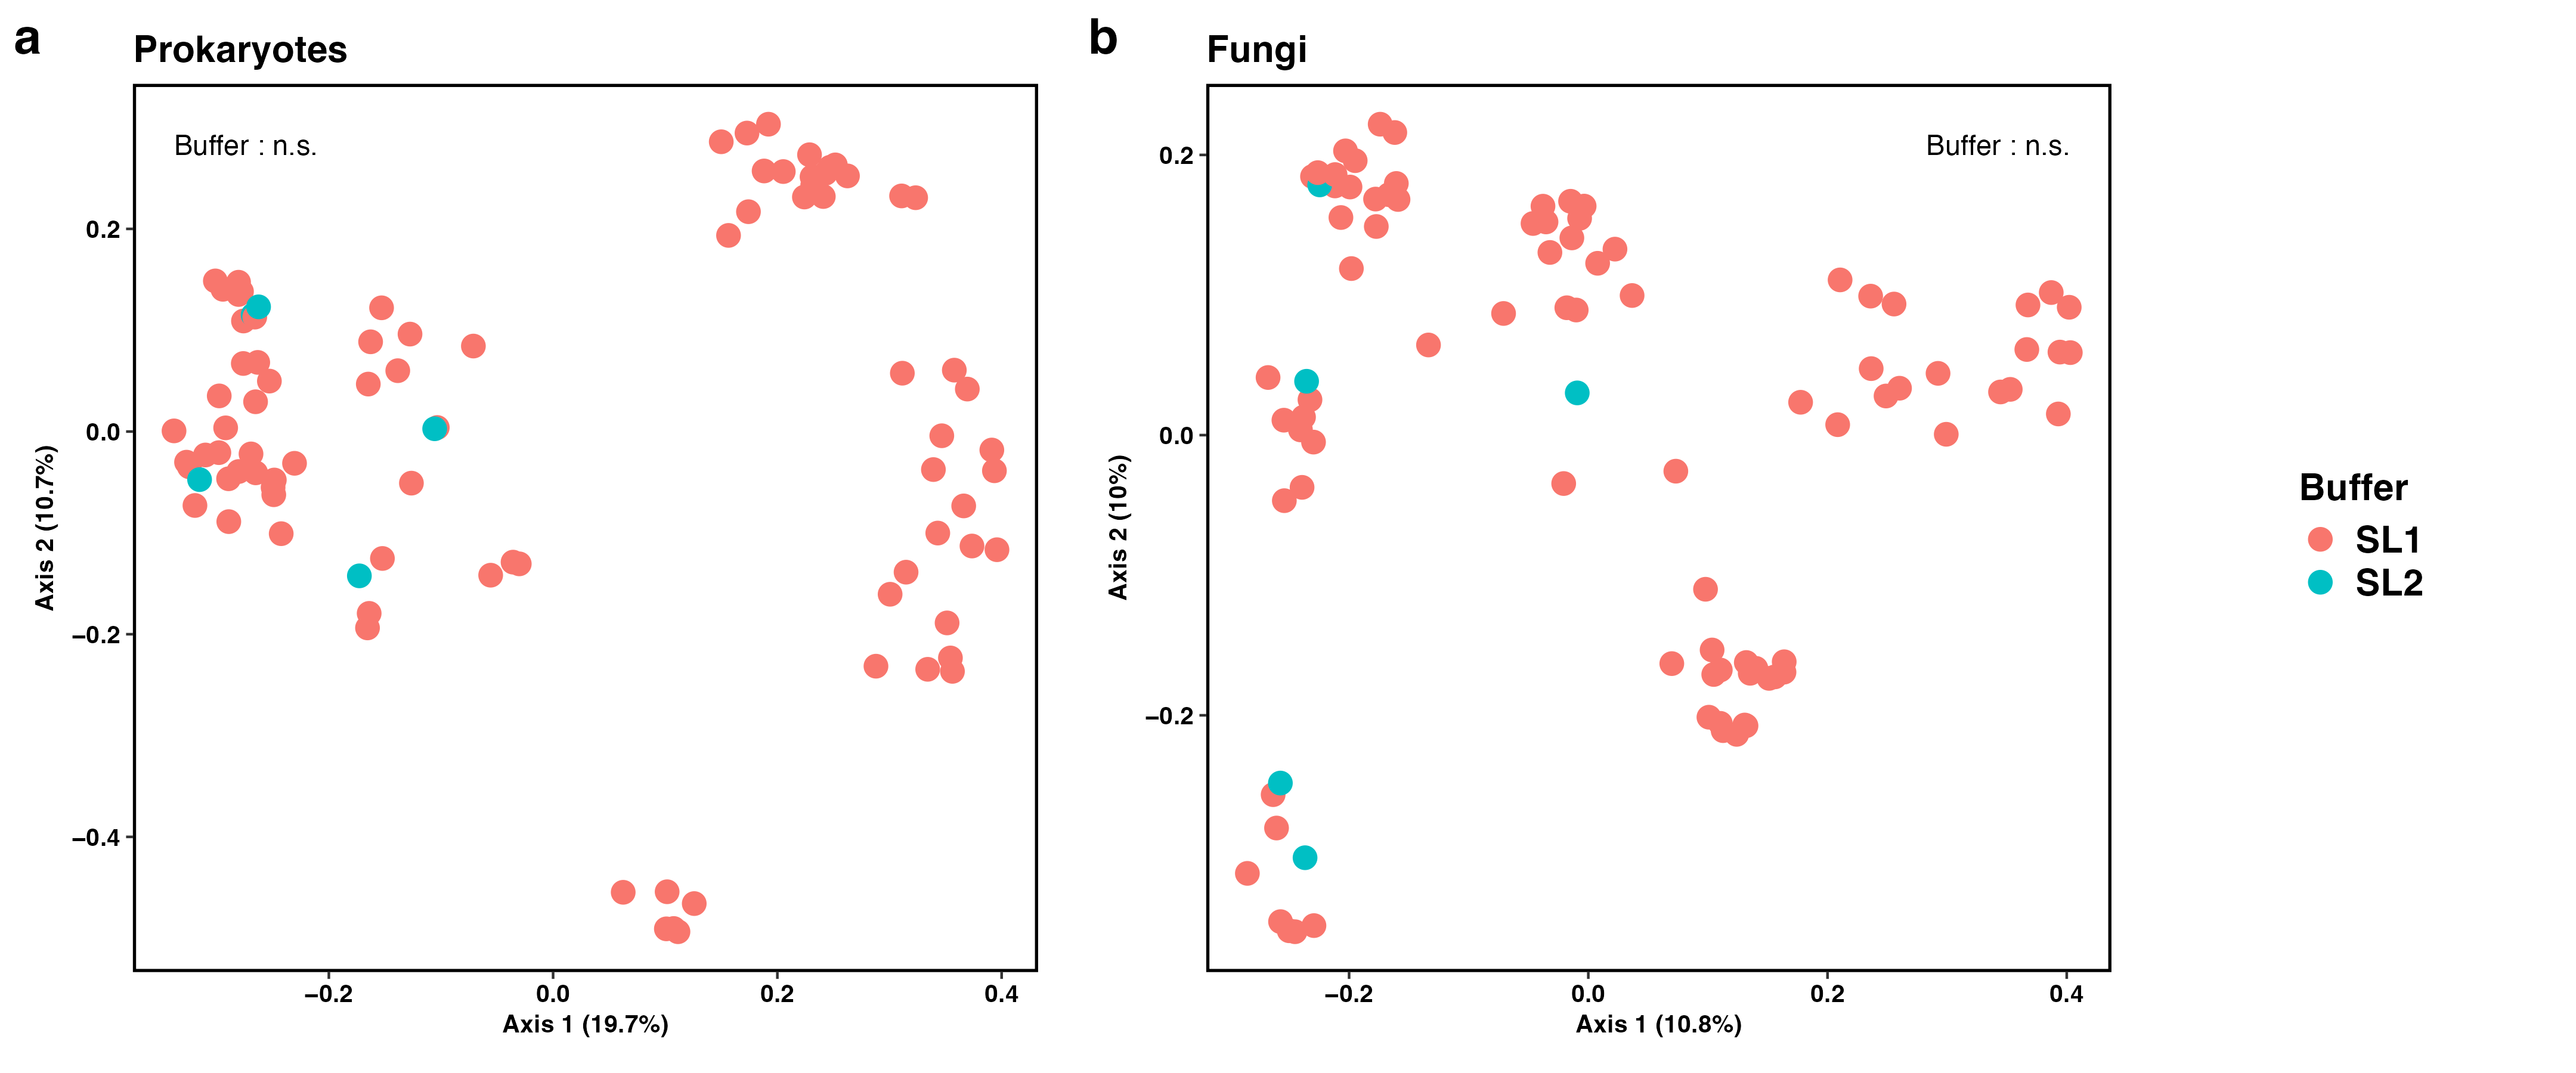 a
Prokaryotes
Buffer : n.s.
0.2
0.0
−0.2
−0.4
Axis 2 (10.7%)
−0.2
0.0
0.2
0.4
Axis 1 (19.7%)
b
Fungi
Buffer : n.s.
0.2
0.0
−0.2
Axis 2 (10%)
−0.2
0.0
0.2
0.4
Axis 1 (10.8%)
Buffer
SL1
SL2